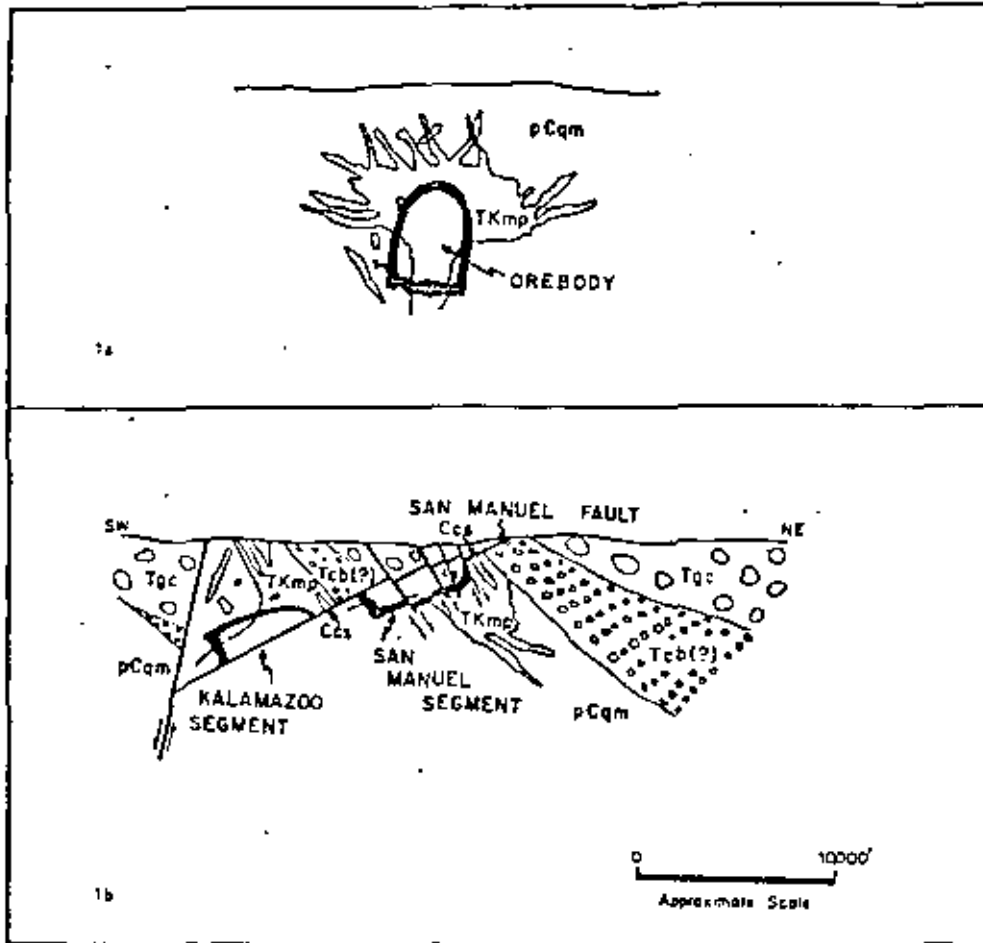 pCqm
TKmp
OREBODY
1a
SAN MANUEL FAULT
SW
Ccs
NE
Tgc
TKmp
Tcb(?)
Tgc
Ccs
TKmp
Tcb(?)
pCqm
SAN
MANUEL
SEGMENT
KALAMAZOO
SEGMENT
pCqm
0
10000'
Approximate Scale
1b